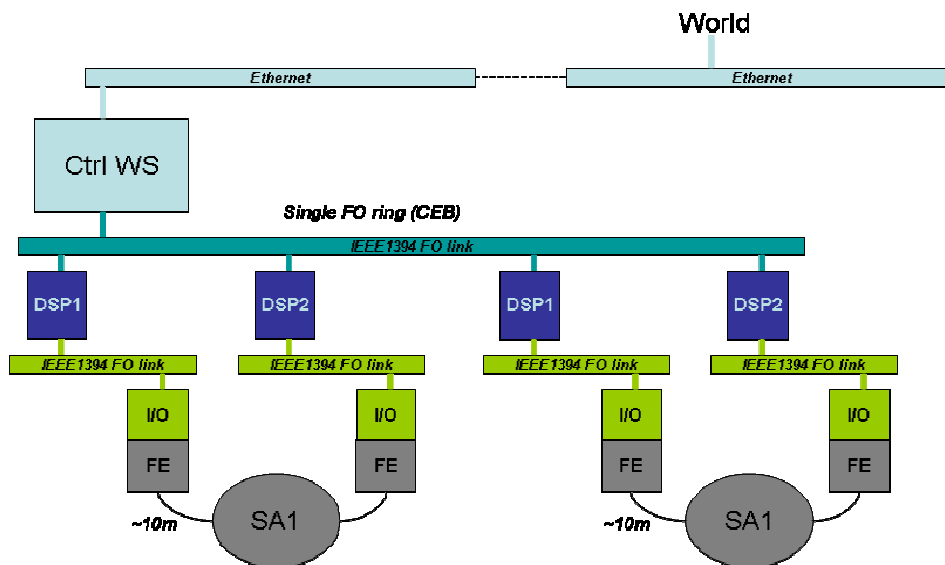 World
Ethernet
Ethernet
Ctrl WS
Single FO ring (CEB)
IEEE1394 FO link
DSP1
DSP2
DSP1
DSP2
IEEE1394 FO link
IEEE1394 FO link
IEEE1394 FO link
IEEE1394 FO link
I/O
I/O
I/O
I/O
FE
FE
FE
FE
~10m
SA1
~10m
SA1